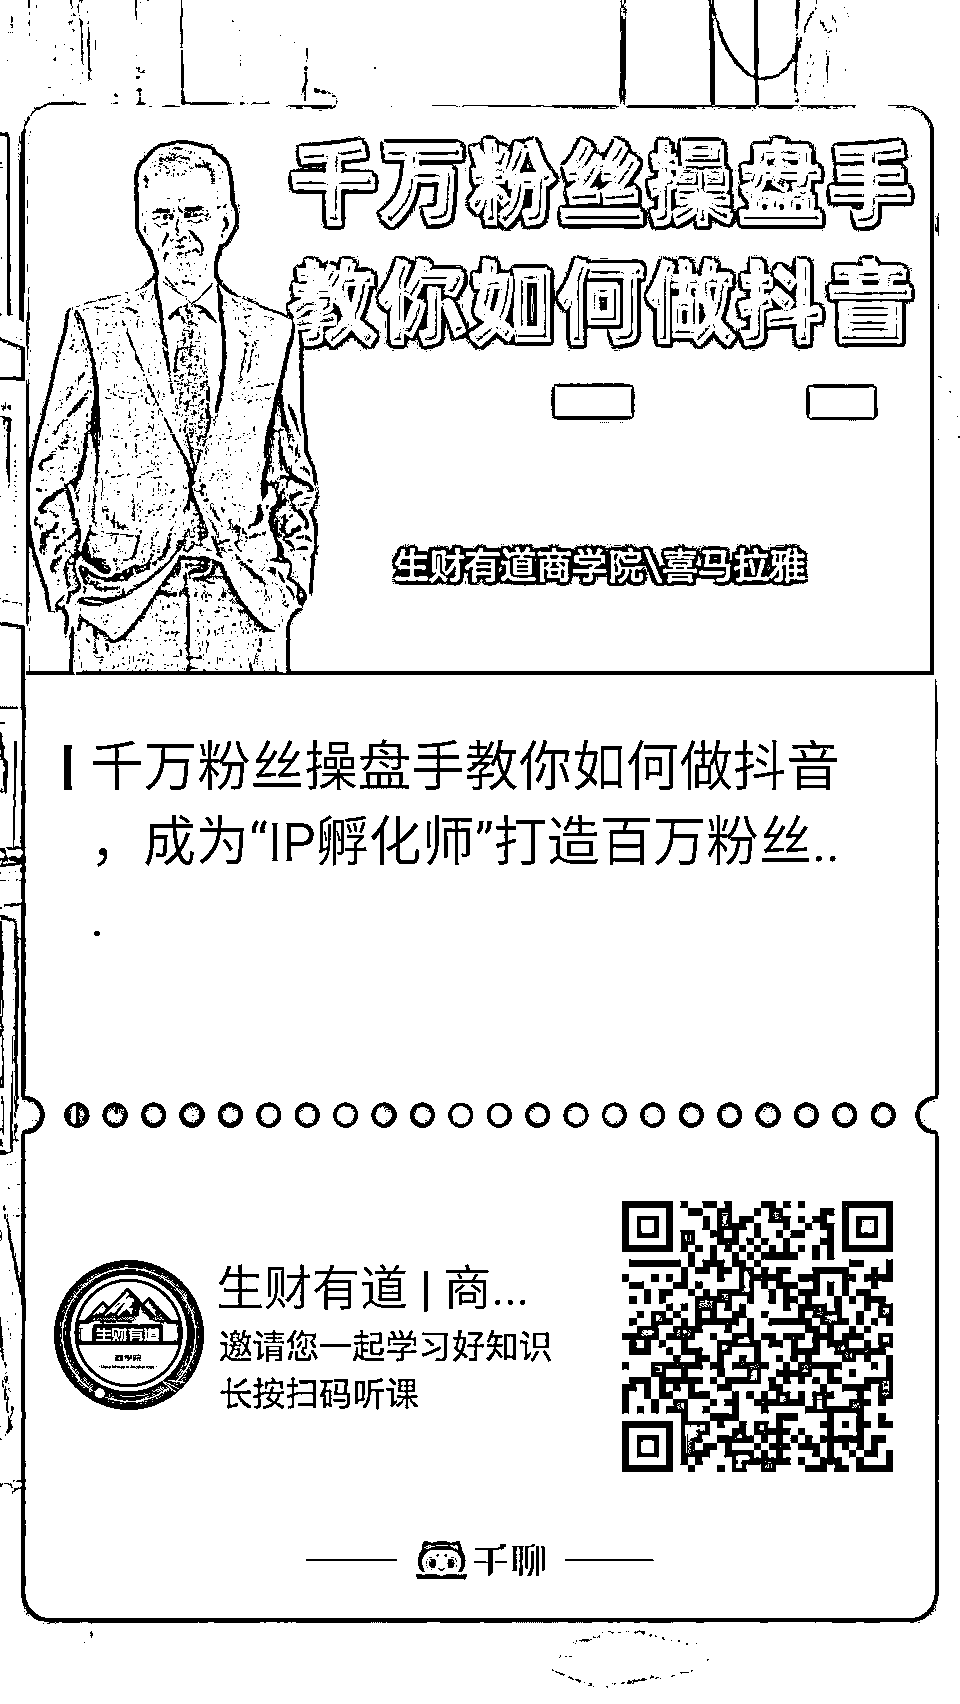 千万粉丝操盘手
教你如何做抖音
生财有道商学院\喜马拉雅
千万粉丝操盘手教你如何做抖音
，成为“IP孵化师”打造百万粉丝..
.
生财有道
商学院
生财有道 | 商...
邀请您一起学习好知识
长按扫码听课
千聊